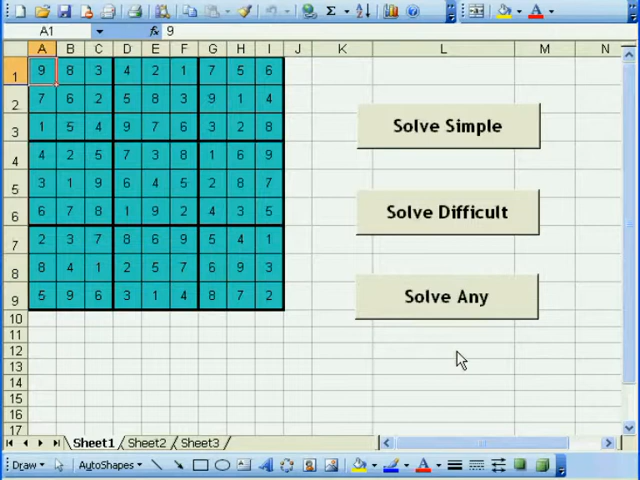 A1 fx 9
A B C D E F G H I J K L M N
1 9 8 3 4 2 1 7 5 6
2 7 6 2 5 8 3 9 1 4
Solve Simple
3 1 5 4 9 7 6 3 2 8
4 4 2 5 7 3 8 1 6 9
5 3 1 9 6 4 5 2 8 7
Solve Difficult
6 6 7 8 1 9 2 4 3 5
7 2 3 7 8 6 9 5 4 1
8 8 4 1 2 5 7 6 9 3
Solve Any
9 5 9 6 3 1 4 8 7 2
10
11
12
13
14
15
16
17
Sheet1 Sheet2 Sheet3
Draw AutoShapes